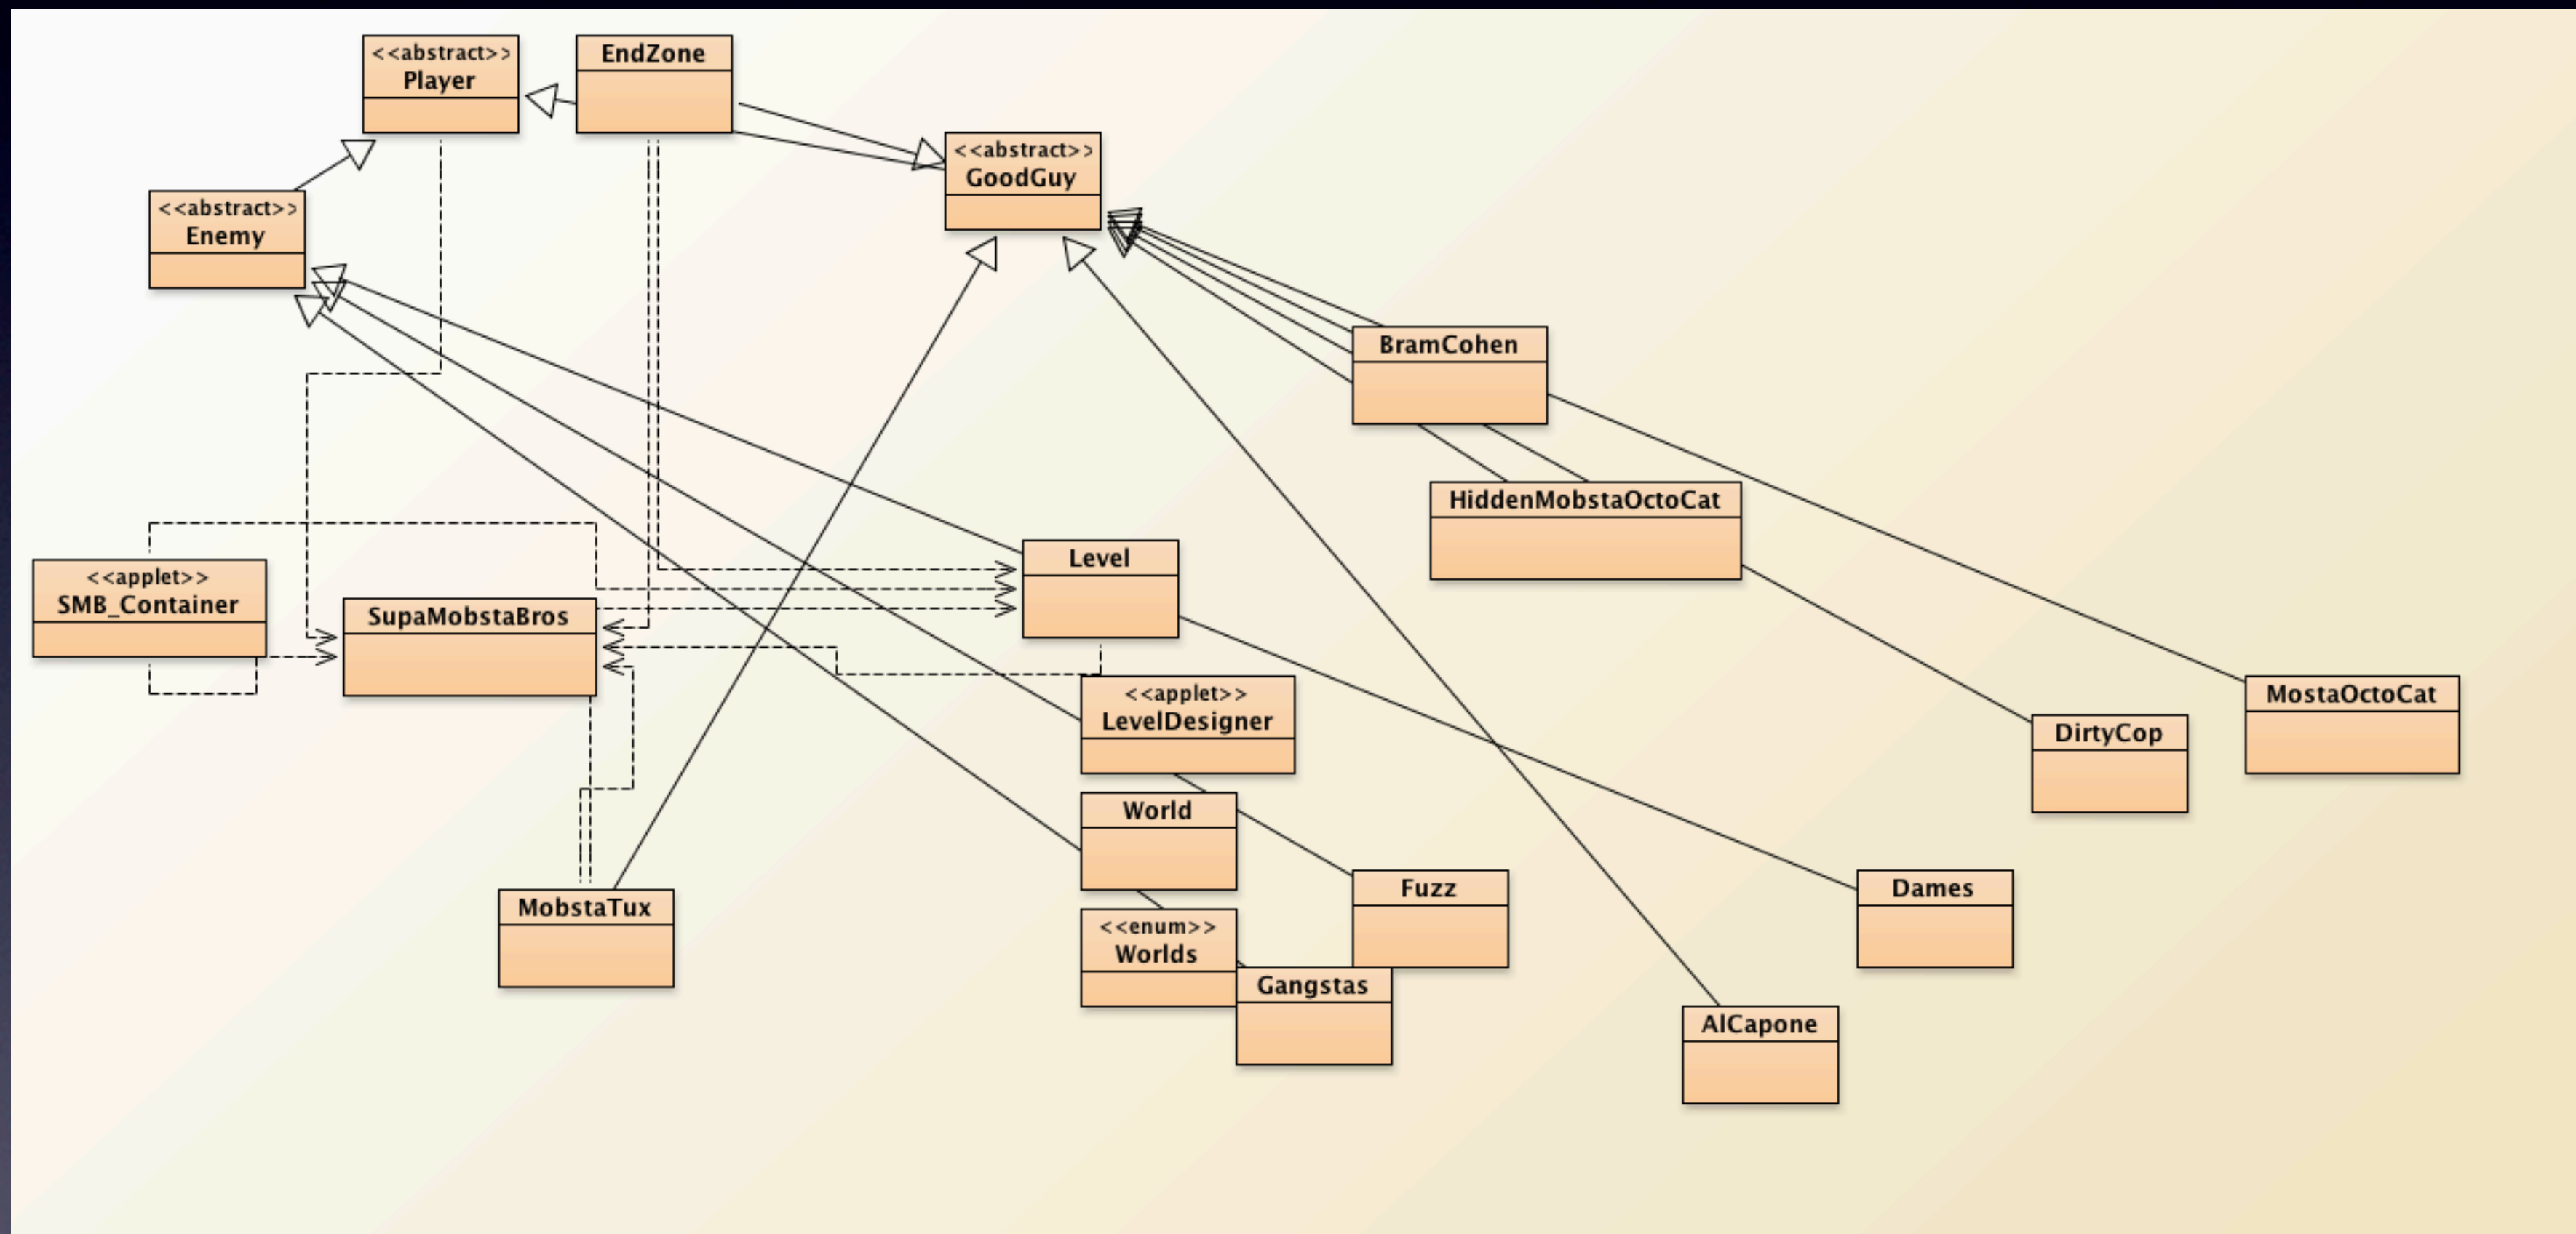 <<abstract>>
Player
EndZone
<<abstract>>
GoodGuy
<<abstract>>
Enemy
BramCohen
HiddenMobstaOctoCat
Level
<<applet>>
SMB_Container
SupaMobstaBros
<<applet>>
LevelDesigner
MostaOctoCat
DirtyCop
World
Fuzz
Dames
MobstaTux
<<enum>>
Worlds
Gangstas
AlCapone